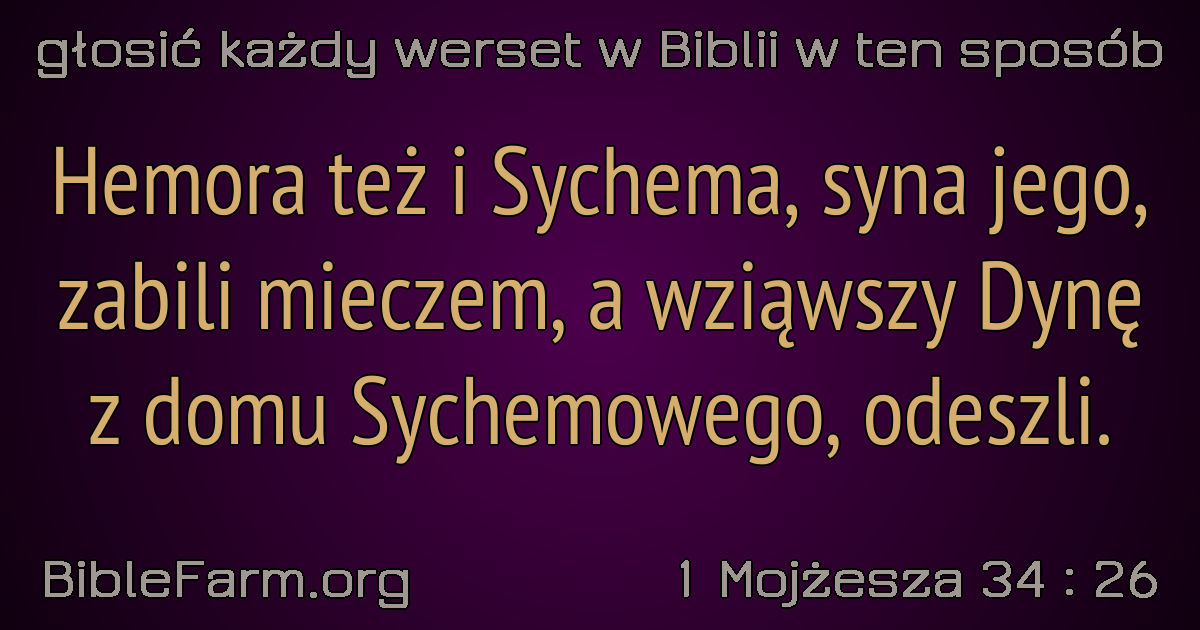 głosić każdy werset w Biblii w ten sposób
Hemora też i Sychema, syna jego,
zabili mieczem, a wziąwszy Dynę
z domu Sychemowego, odeszli.
BibleFarm.org
1 Mojżesza 34 : 26